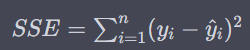 $SSE = \sum_{i=1}^{n} (y_i - \hat{y}_i)^2$